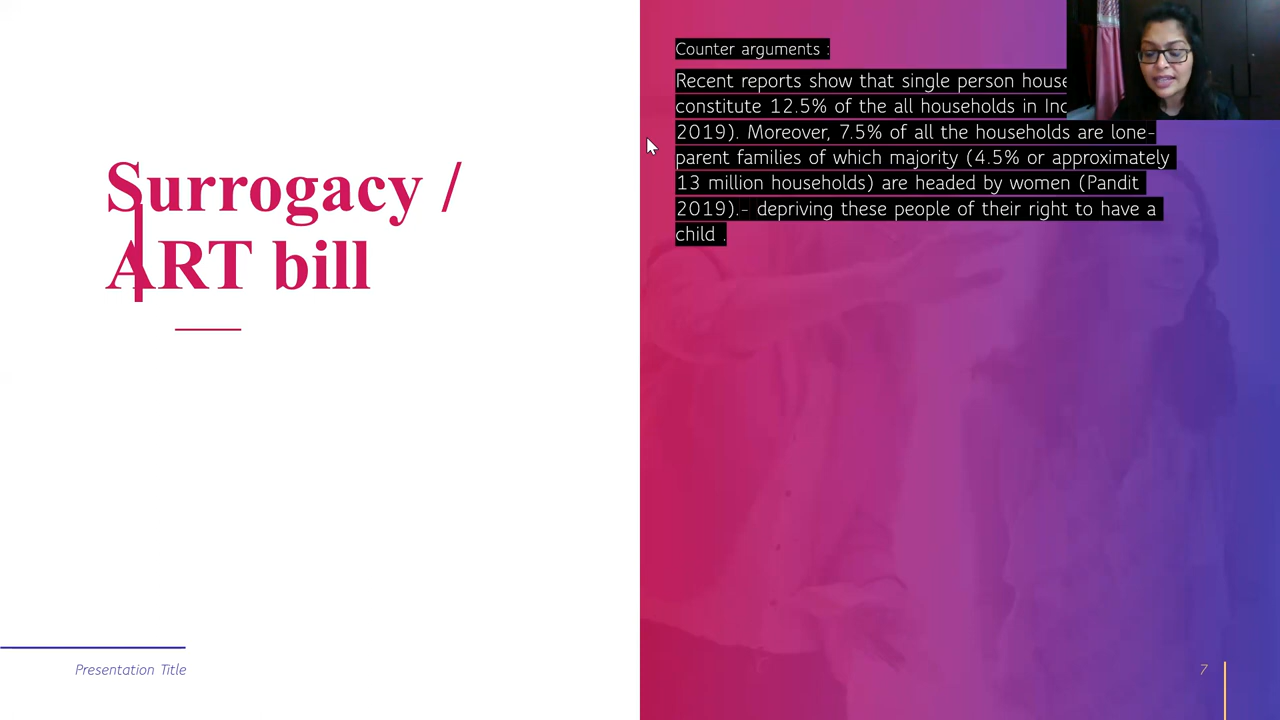 Surrogacy /
ART bill
Counter arguments :
Recent reports show that single person
constitute 12.5% of the all households in
2019). Moreover, 7.5% of all the households are lone-
parent families of which majority (4.5% or approximately
13 million households) are headed by women (Pandit
2019).- depriving these people of their right to have a
child .
Presentation Title
7